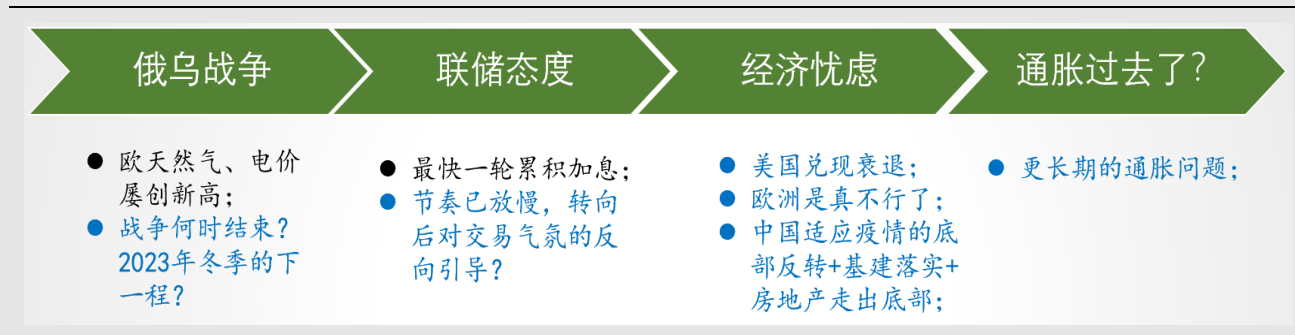 俄乌战争
联储态度
经济忧虑
通胀过去了?
● 欧天然气、电价
屡创新高;
● 战争何时结束?
2023年冬季的下
一程?
● 最快一轮累积加息;
● 节奏已放慢，转向
后对交易气氛的反
向引导?
● 美国兑现衰退;
● 欧洲是真不行了;
● 中国适应疫情的底
部反转+基建落实+
房地产走出底部;
● 更长期的通胀问题;